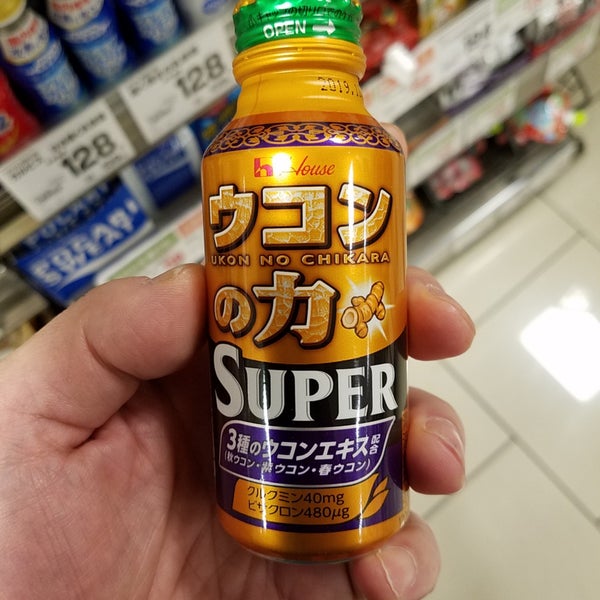 OPEN →
2019.1
128
128
House
ウコン
UKON NO CHIKARA
の力
SUPER
3種のウコンエキス配合
(秋ウコン・紫ウコン・春ウコン)
クルクミン40mg
ビサクロン480μg